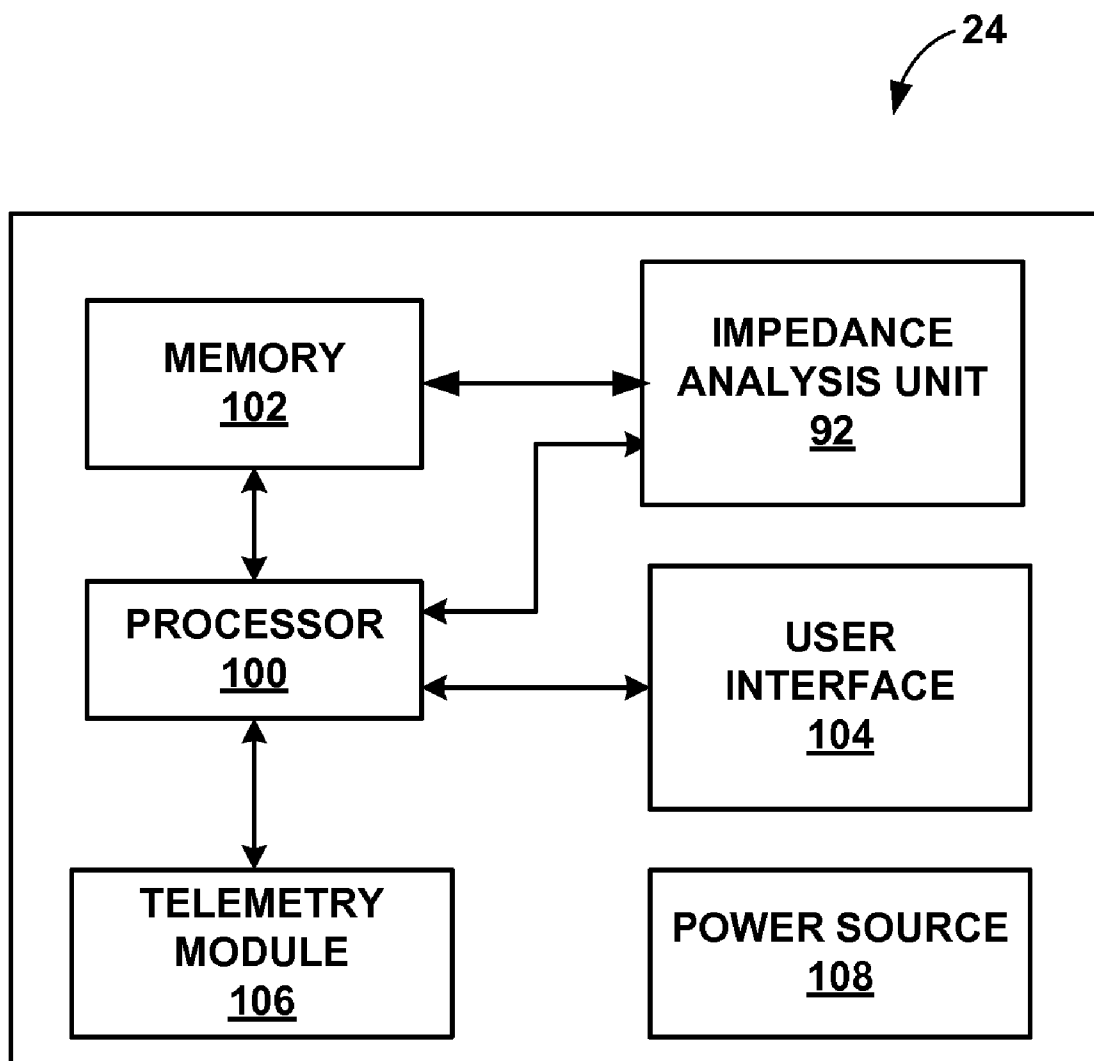 24
MEMORY
102
IMPEDANCE
ANALYSIS UNIT
92
PROCESSOR
100
USER
INTERFACE
104
TELEMETRY
MODULE
106
POWER SOURCE
108